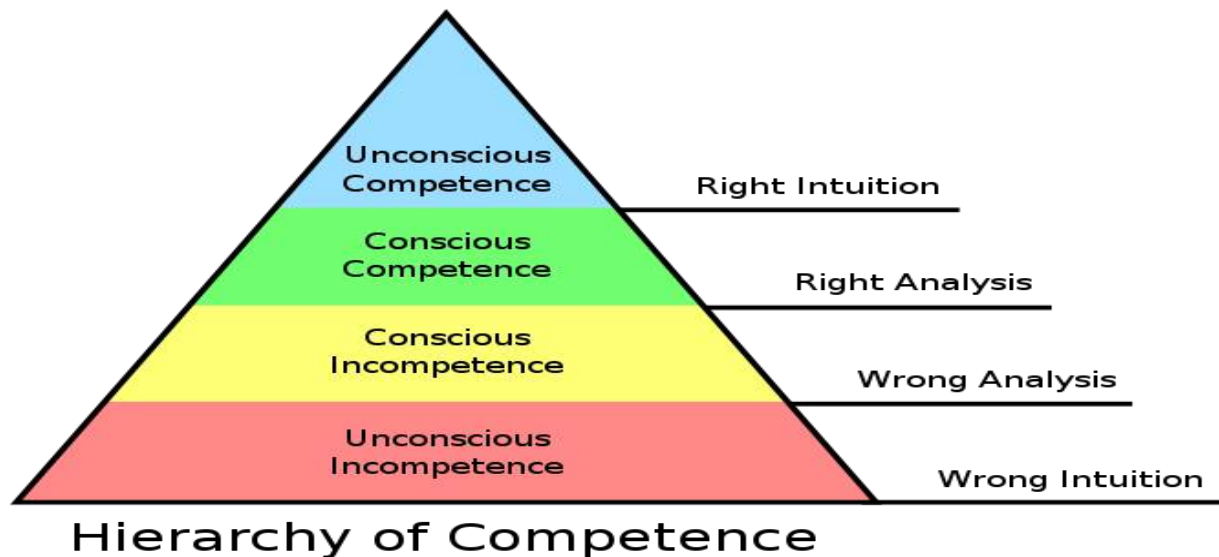 Unconscious
Competence
Right Intuition
Conscious
Competence
Right Analysis
Conscious
Incompetence
Wrong Analysis
Unconscious
Incompetence
Wrong Intuition
Hierarchy of Competence